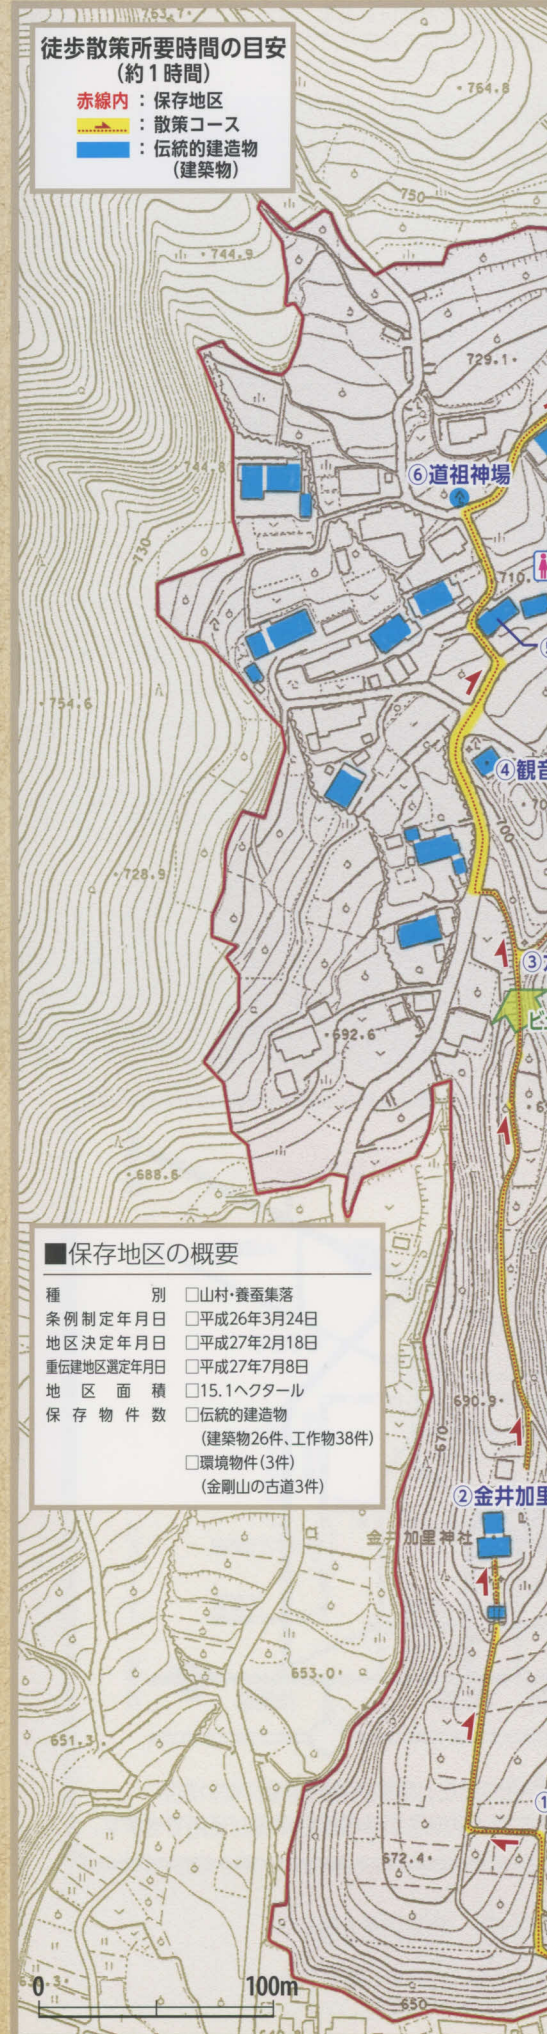 763.7
徒歩散策所要時間の目安
(約1時間)
赤線内：保存地区
：散策コース
：伝統的建造物
(建築物)
764.8
750
744.9
729.1
744.8
⑥道祖神場
730
710.
754.6
④観音
700
728.9
③
ビ
692.6
688.6
■保存地区の概要
種別 □山村・養蚕集落
条例制定年月日 □平成26年3月24日
地区決定年月日 □平成27年2月18日
重伝建地区選定年月日 □平成27年7月8日
地区面積 □15.1ヘクタール
保存物件数 □伝統的建造物
(建築物26件、工作物38件)
□環境物件(3件)
(金剛山の古道3件)
690.9
670
②金井加里
金井加里神社
653.0
651.3
①
672.4
0 100m
650